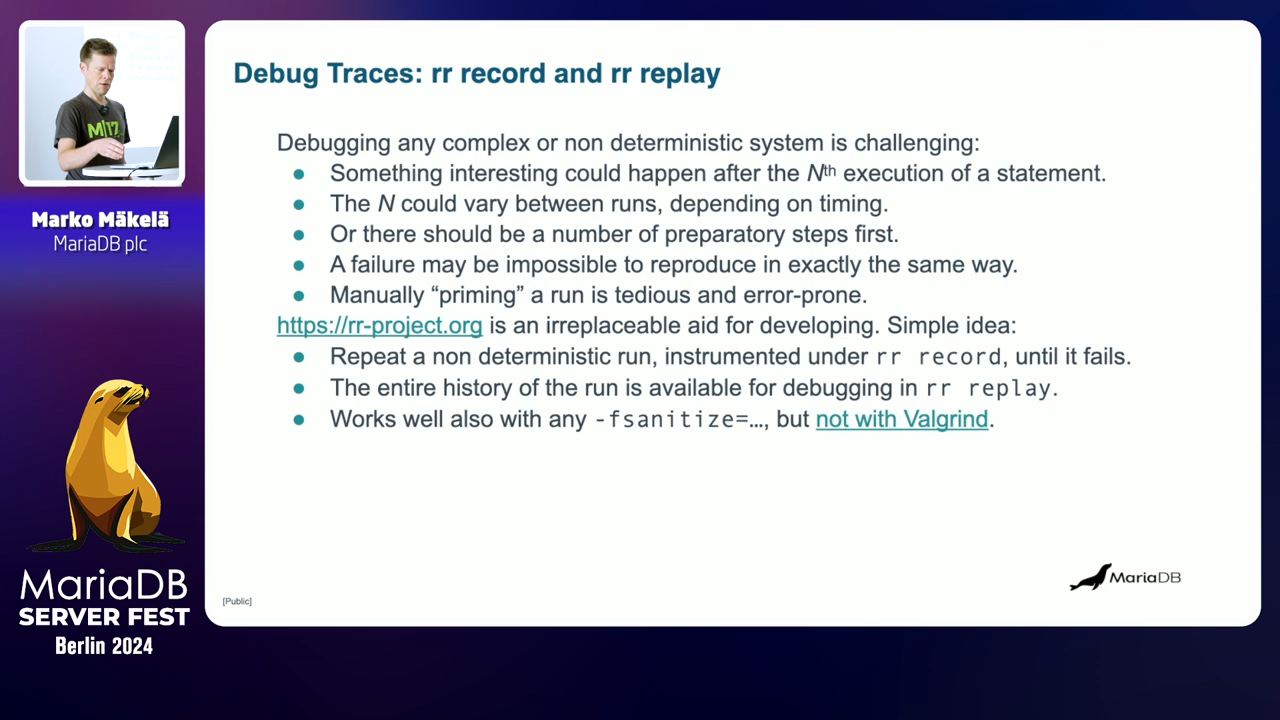 Debug Traces: rr record and rr replay
Debugging any complex or non deterministic system is challenging:
● Something interesting could happen after the Nth execution of a statement.
● The N could vary between runs, depending on timing.
● Or there should be a number of preparatory steps first.
● A failure may be impossible to reproduce in exactly the same way.
● Manually “priming” a run is tedious and error-prone.
https://rr-project.org is an irreplaceable aid for developing. Simple idea:
● Repeat a non deterministic run, instrumented under rr record, until it fails.
● The entire history of the run is available for debugging in rr replay.
● Works well also with any -fsanitize=…, but not with Valgrind.
MariaDB
[Public]
Marko Mäkelä
MariaDB plc
MariaDB
SERVER FEST
Berlin 2024